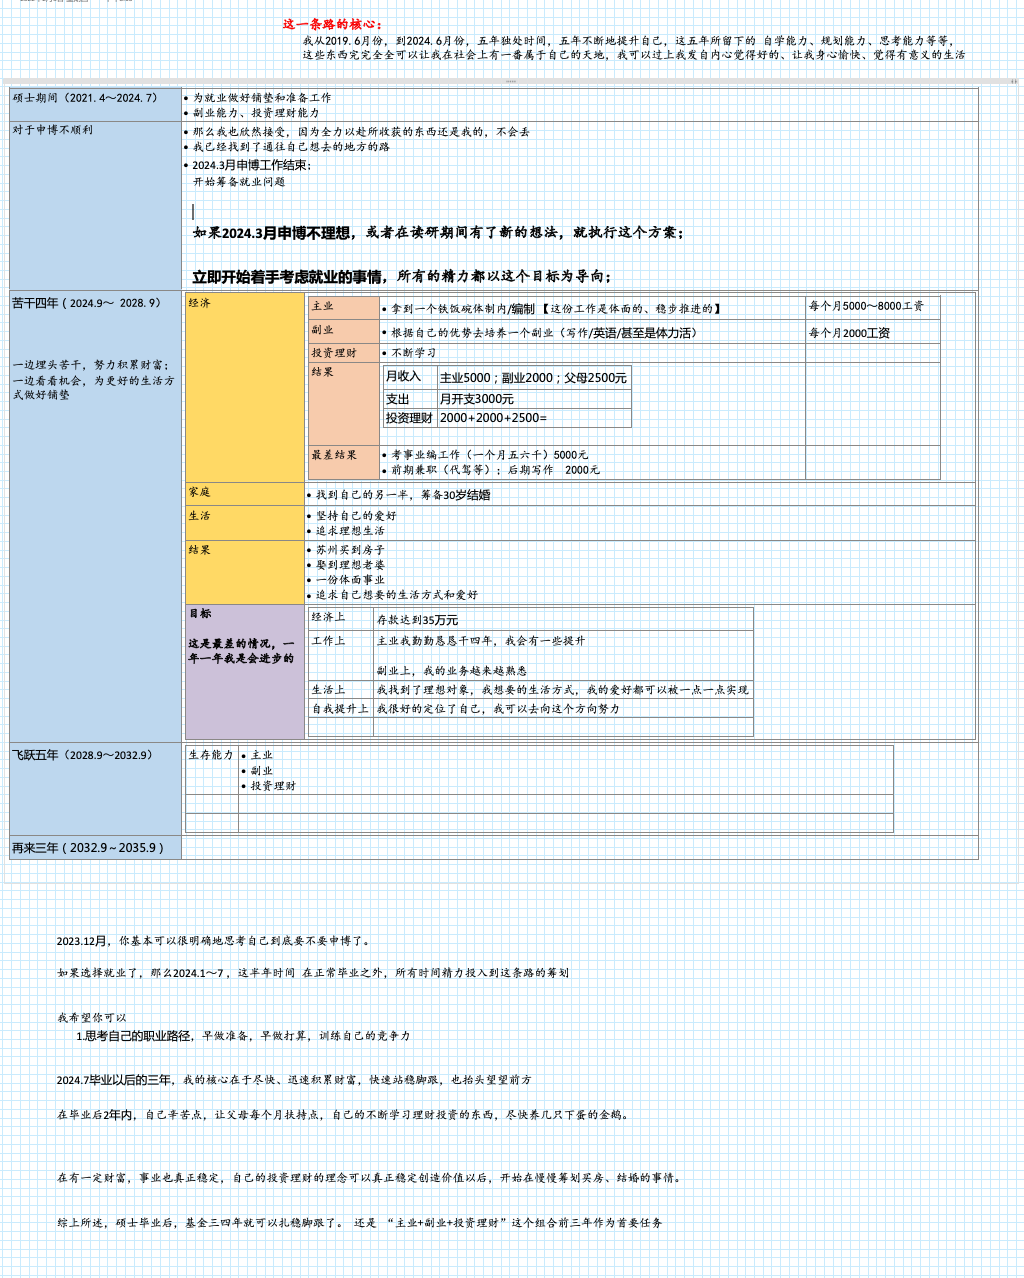 这一条路的核心：
我从2019.6月份，到2024.6月份，五年独处时间，五年不断地提升自己，这五年所留下的 自学能力、规划能力、思考能力等等，
这些东西完完全全可以让我在社会上有一番属于自己的天地，我可以过上我发自内心觉得好的、让我身心愉快、觉得有意义的生活
硕士期间（2021.4～2024.7）
• 为就业做好铺垫和准备工作
• 副业能力、投资理财能力
对于申博不顺利
• 那么我也欣然接受，因为全力以赴所收获的东西还是我的，不会丢
• 我已经找到了通往自己想去的地方的路
• 2024.3月申博工作结束；
开始筹备就业问题
如果2024.3月申博不理想，或者在读研期间有了新的想法，就执行这个方案；
立即开始着手考虑就业的事情，所有的精力都以这个目标为导向；
苦干四年（2024.9～ 2028.9）
一边埋头苦干，努力积累财富；
一边看看机会，为更好的生活方
式做好铺垫
经济
主业
• 拿到一个铁饭碗体制内/编制 【这份工作是体面的、稳步推进的】
每个月5000～8000工资
副业
• 根据自己的优势去培养一个副业（写作/英语/甚至是体力活）
每个月2000工资
投资理财
• 不断学习
结果
月收入
主业5000；副业2000；父母2500元
支出
月开支3000元
投资理财
2000+2000+2500=
最差结果
• 考事业编工作（一个月五六千）5000元
• 前期兼职（代驾等）；后期写作 2000元
家庭
• 找到自己的另一半，筹备30岁结婚
生活
• 坚持自己的爱好
• 追求理想生活
结果
• 苏州买到房子
• 娶到理想老婆
• 一份体面事业
• 追求自己想要的生活方式和爱好
目标
这是最差的情况，一
年一年我是会进步的
经济上
存款达到35万元
工作上
主业我勤勤恳恳干四年，我会有一些提升
副业上，我的业务越来越熟悉
生活上
我找到了理想对象，我想要的生活方式，我的爱好都可以被一点一点实现
自我提升上
我很好的定位了自己，我可以去向这个方向努力
飞跃五年（2028.9～2032.9）
生存能力
• 主业
• 副业
• 投资理财
再来三年（2032.9～2035.9）
2023.12月，你基本可以很明确地思考自己到底要不要申博了。
如果选择就业了，那么2024.1～7，这半年时间 在正常毕业之外，所有时间精力投入到这条路的筹划
我希望你可以
1.思考自己的职业路径，早做准备，早做打算，训练自己的竞争力
2024.7毕业以后的三年，我的核心在于尽快、迅速积累财富，快速站稳脚跟，也抬头望望前方
在毕业后2年内，自己辛苦点，让父母每个月扶持点，自己的不断学习理财投资的东西，尽快养几只下蛋的金鹅。
在有一定财富，事业也真正稳定，自己的投资理财的理念可以真正稳定创造价值以后，开始在慢慢筹划买房、结婚的事情。
综上所述，硕士毕业后，基金三四年就可以扎稳脚跟了。 还是 “主业+副业+投资理财”这个组合前三年作为首要任务